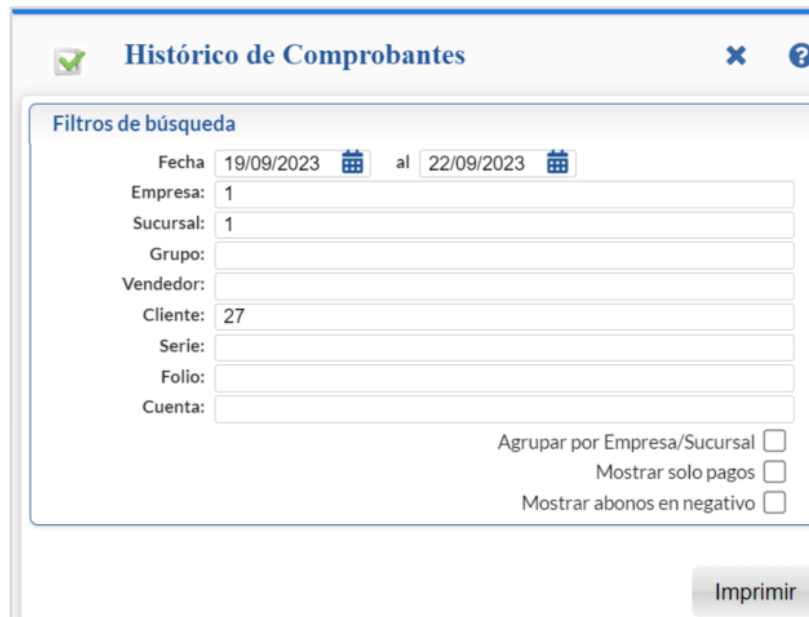 Histórico de Comprobantes
Filtros de búsqueda
Fecha 19/09/2023 al 22/09/2023
Empresa: 1
Sucursal: 1
Grupo:
Vendedor:
Cliente: 27
Serie:
Folio:
Cuenta:
Agrupar por Empresa/Sucursal
Mostrar solo pagos
Mostrar abonos en negativo
Imprimir